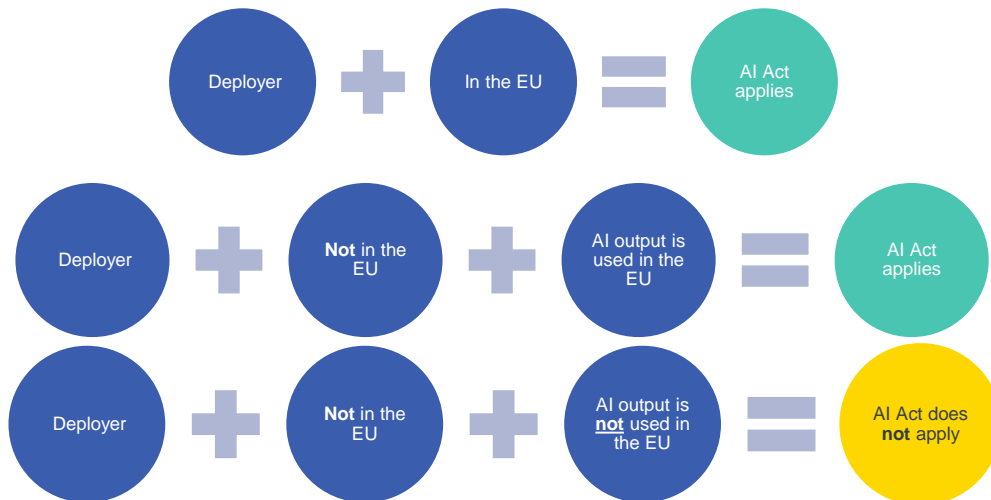 Deployer
In the EU
AI Act
applies
Deployer
Not in the
EU
AI output is
used in the
EU
AI Act
applies
Deployer
Not in the
EU
AI output is
not used in
the EU
AI Act does
not apply